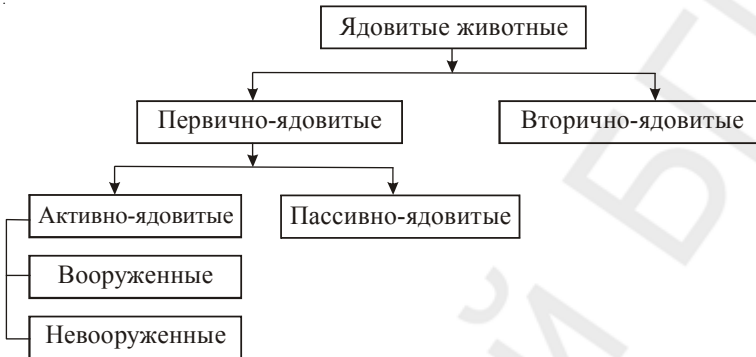 Ядовитые животные
Первично-ядовитые
Вторично-ядовитые
Активно-ядовитые
Пассивно-ядовитые
Вооруженные
Невооруженные